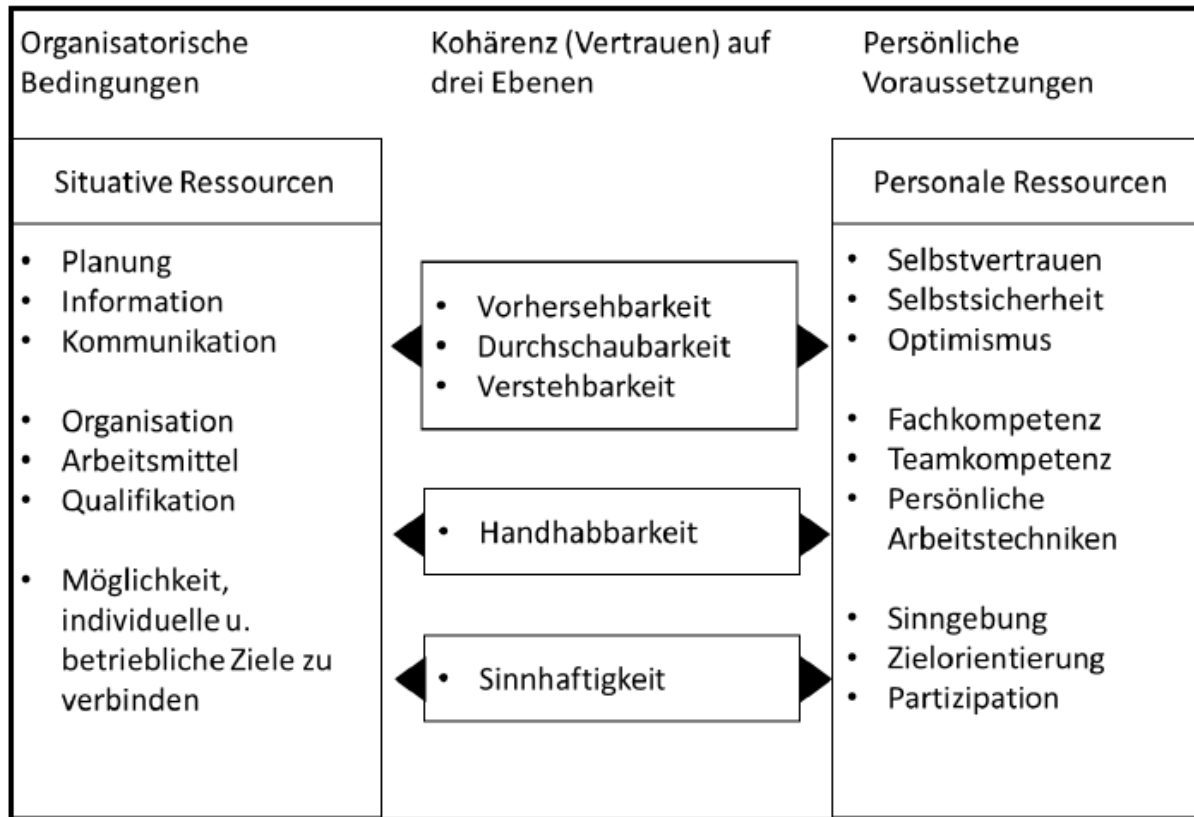 Organisatorische
Bedingungen
Kohärenz (Vertrauen) auf
drei Ebenen
Persönliche
Voraussetzungen
Situative Ressourcen
• Planung
• Information
• Kommunikation
• Organisation
• Arbeitsmittel
• Qualifikation
• Möglichkeit,
individuelle u.
betriebliche Ziele zu
verbinden
• Vorhersehbarkeit
• Durchschaubarkeit
• Verstehbarkeit
• Handhabbarkeit
• Sinnhaftigkeit
Personale Ressourcen
• Selbstvertrauen
• Selbstsicherheit
• Optimismus
• Fachkompetenz
• Teamkompetenz
• Persönliche
Arbeitstechniken
• Sinngebung
• Zielorientierung
• Partizipation